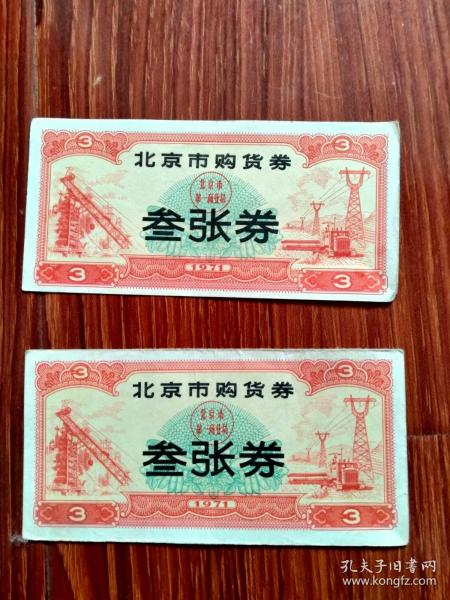 3 3
北京市购货券
北京市
第一商业局
叁张券
3 1971 3
3 3
北京市购货券
北京市
第一商业局
叁张券
3 1971 3
孔夫子旧书网
www.kongfz.com